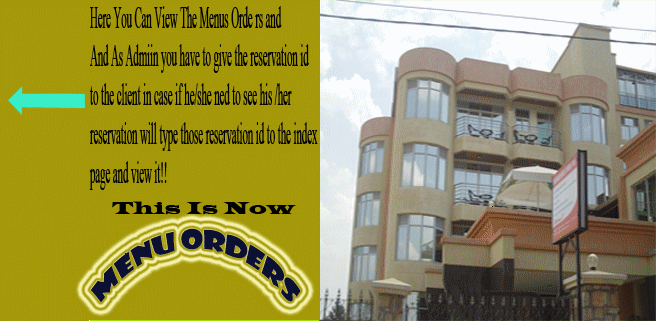 Here You Can View The Menus Orde rs and
And As Admiin you have to give the reservation id
to the client in case if he/she ned to see his /her
reservation will type those reservation id to the index
page and view it!!
This Is Now
MENU ORDERS